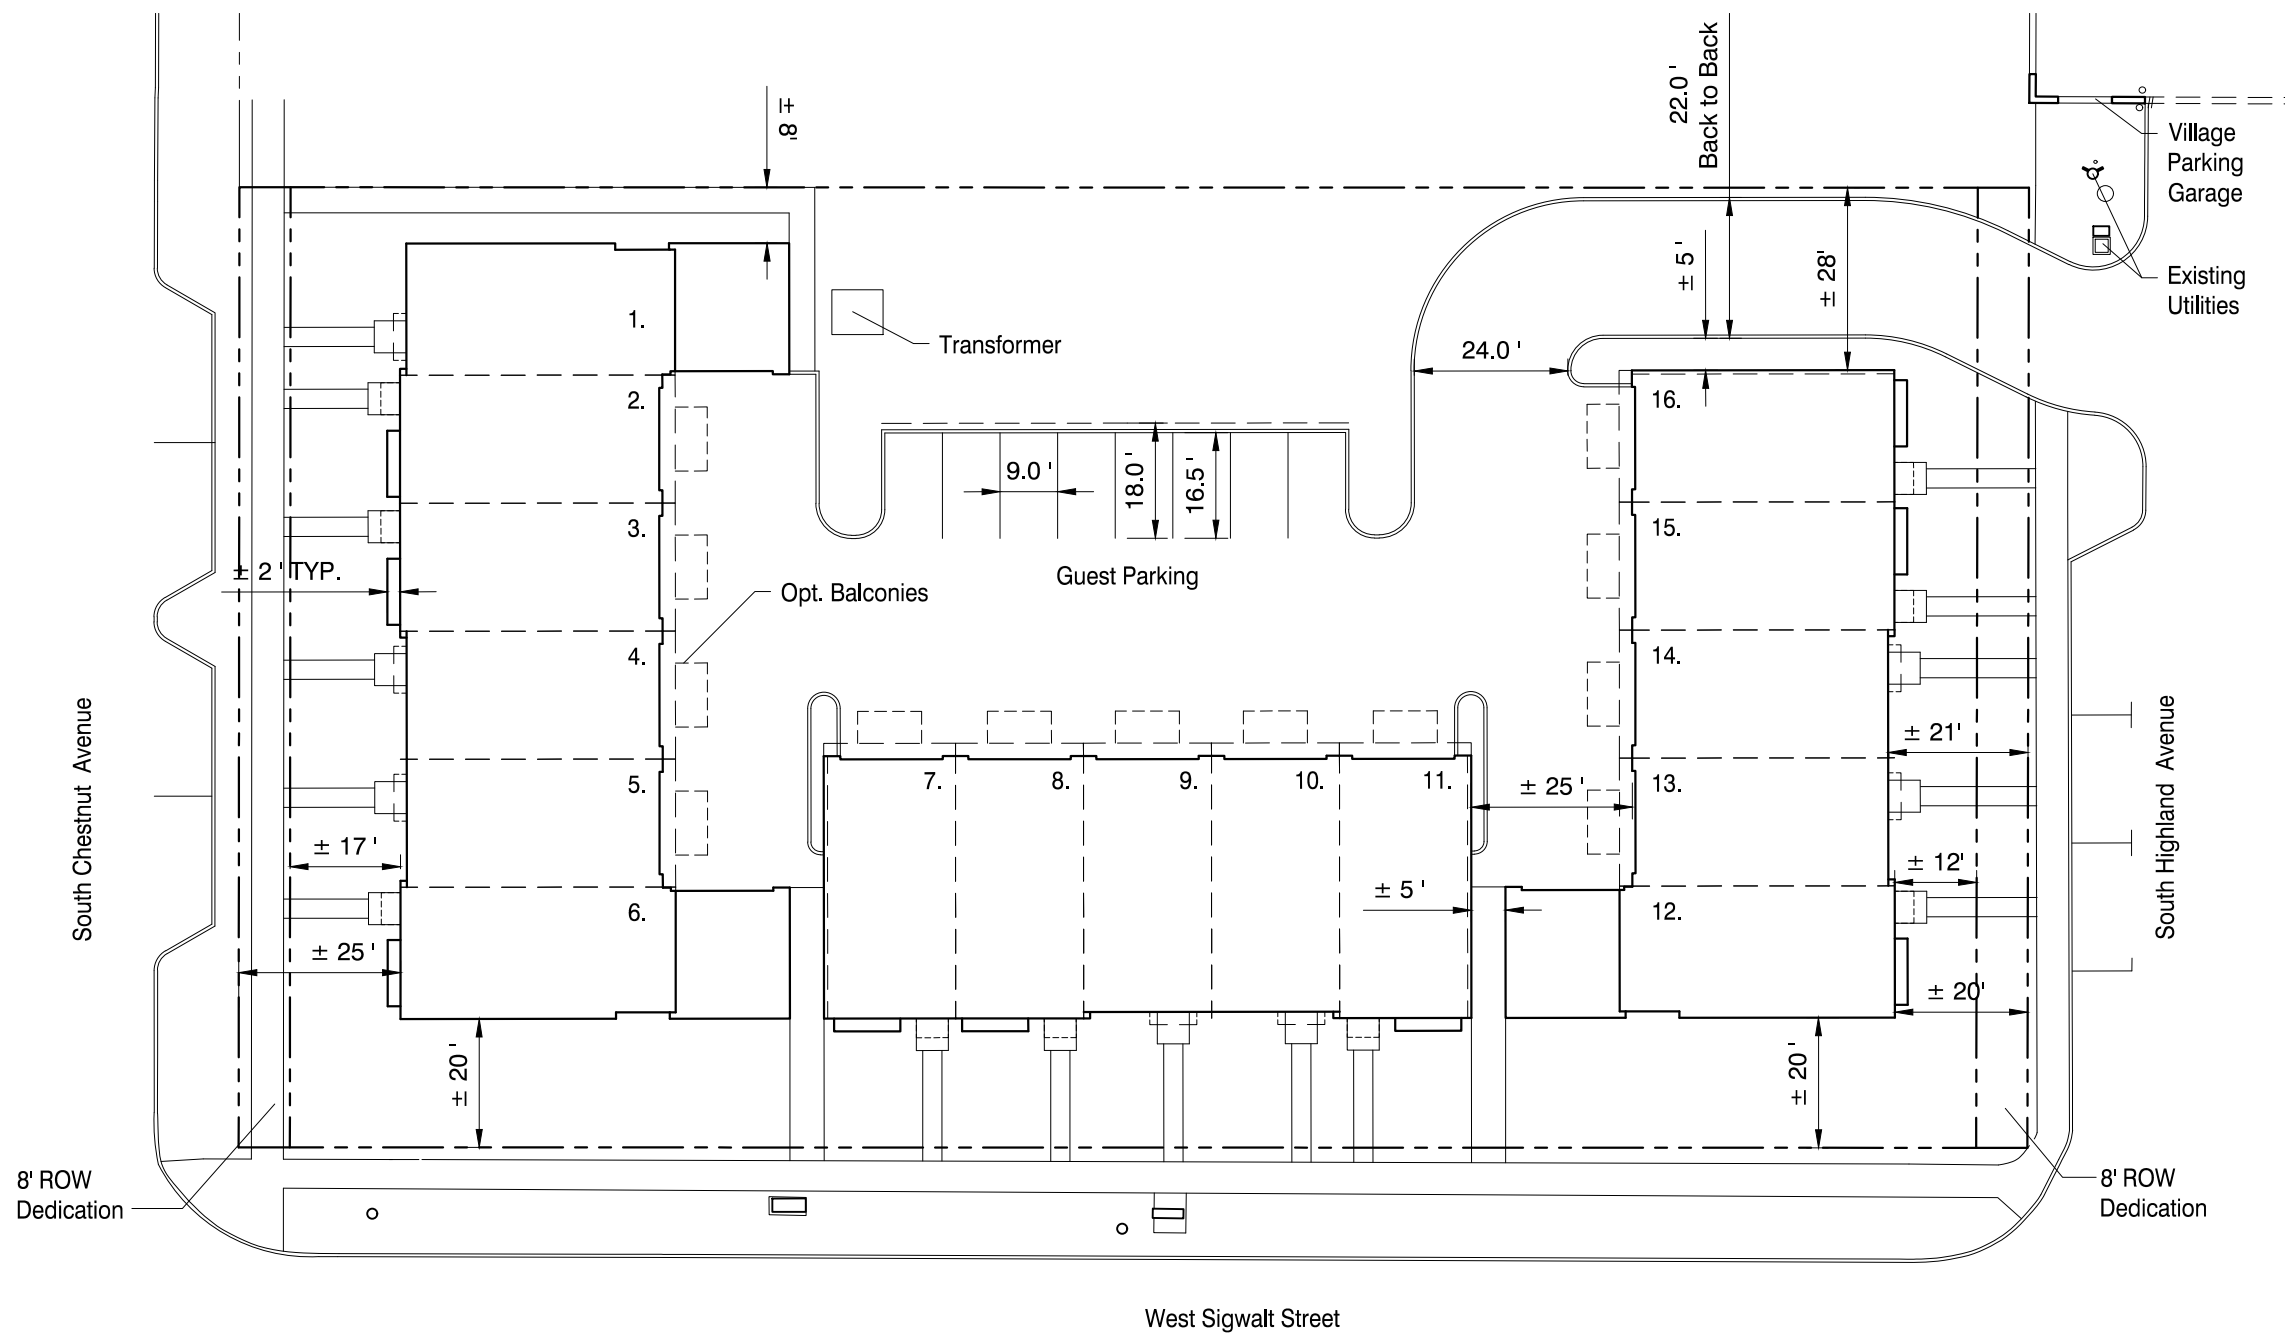 ± 8'
22.0 '
Back to Back
Village
Parking
Garage
Existing
Utilities
± 5'
± 28'
1.
Transformer
24.0 '
2.
16.
9.0 '
18.0 '
16.5 '
3.
15.
± 2 ' TYP.
Guest Parking
Opt. Balconies
4.
14.
South Chestnut Avenue
South Highland Avenue
± 21'
5.
7.
8.
9.
10.
11.
± 25 '
13.
± 17 '
± 12'
± 5 '
6.
12.
± 25 '
± 20'
± 20 '
± 20 '
8' ROW
Dedication
8' ROW
Dedication
West Sigwalt Street